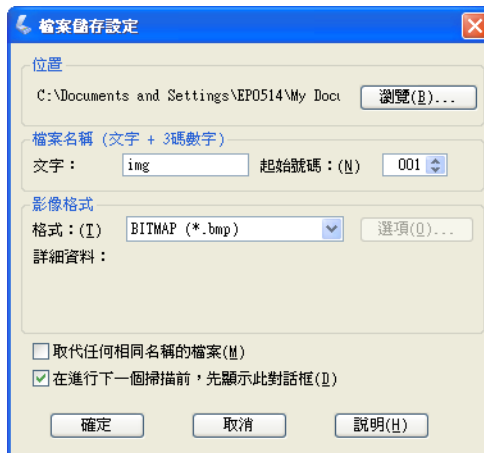 檔案儲存設定
位置
C:\Documents and Settings\EPO514\My Docu
瀏覽(B)...
檔案名稱 (文字 + 3碼數字)
文字： img 起始號碼：(N) 001
影像格式
格式：(T) BITMAP (*.bmp) 選項(O)...
詳細資料：
取代任何相同名稱的檔案(M)
在進行下一個掃描前，先顯示此對話框(D)
確定 取消 說明(H)